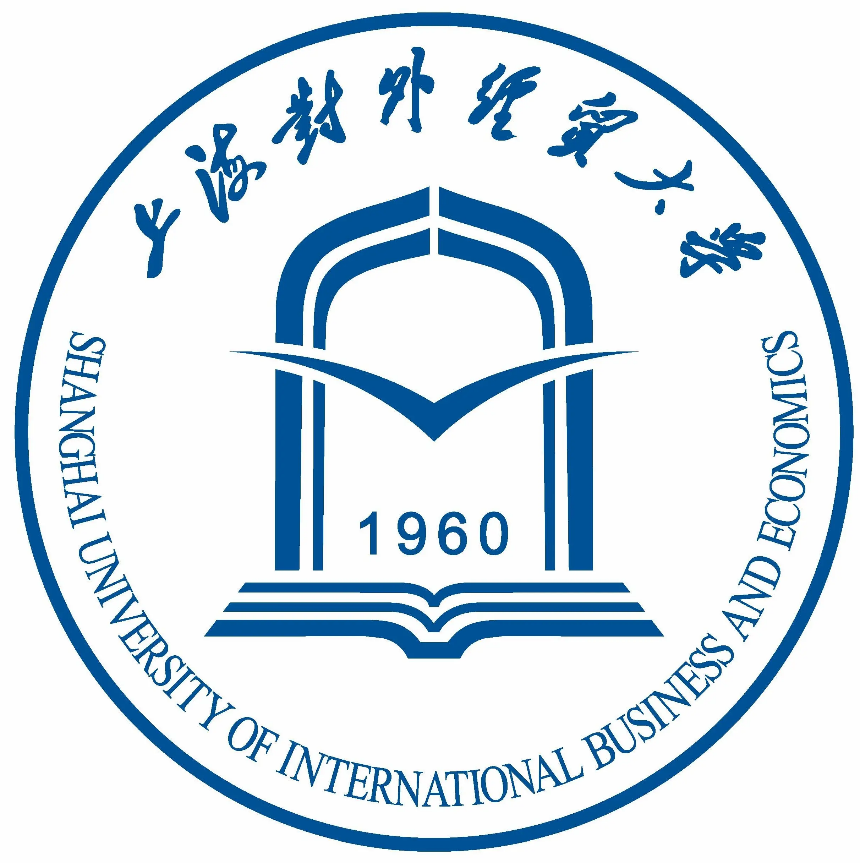 上海对外经贸大学
1960
SHANGHAI UNIVERSITY OF INTERNATIONAL BUSINESS AND ECONOMICS